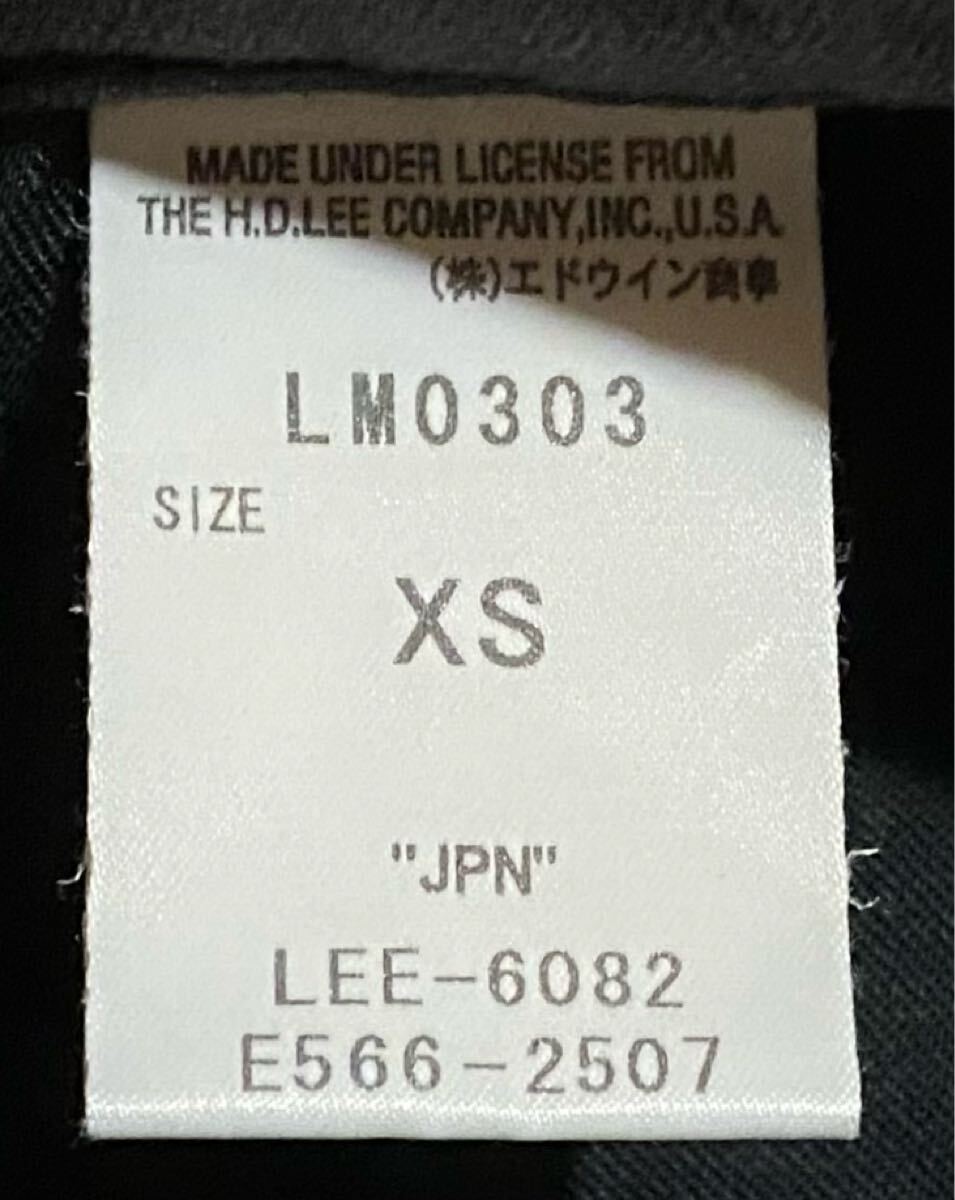 MADE UNDER LICENSE FROM
THE H.D.LEE COMPANY,INC.,U.S.A.
(株)エドウイン商事
LM0303
SIZE
XS
"JPN"
LEE-6082
E566-2507